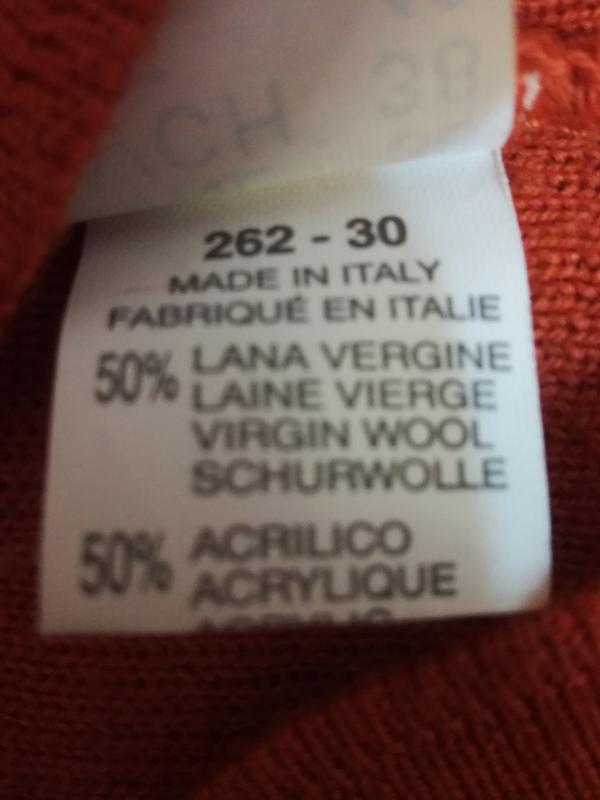 38
262 - 30
MADE IN ITALY
FABRIQUÉ EN ITALIE
50% LANA VERGINE
LAINE VIERGE
VIRGIN WOOL
SCHURWOLLE
50% ACRILICO
ACRYLIQUE